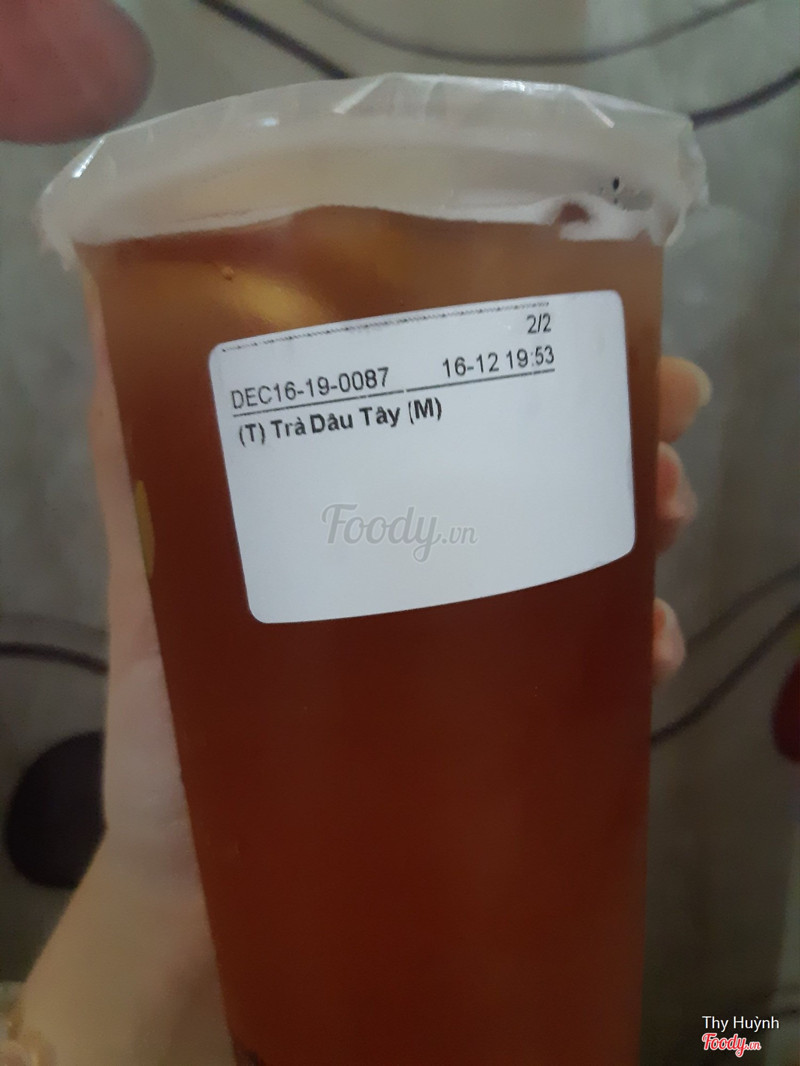 2/2
DEC16-19-0087 16-12 19:53
(T) Trà Dâu Tây (M)
Foody.vn
Thy Huỳnh
Foody.vn